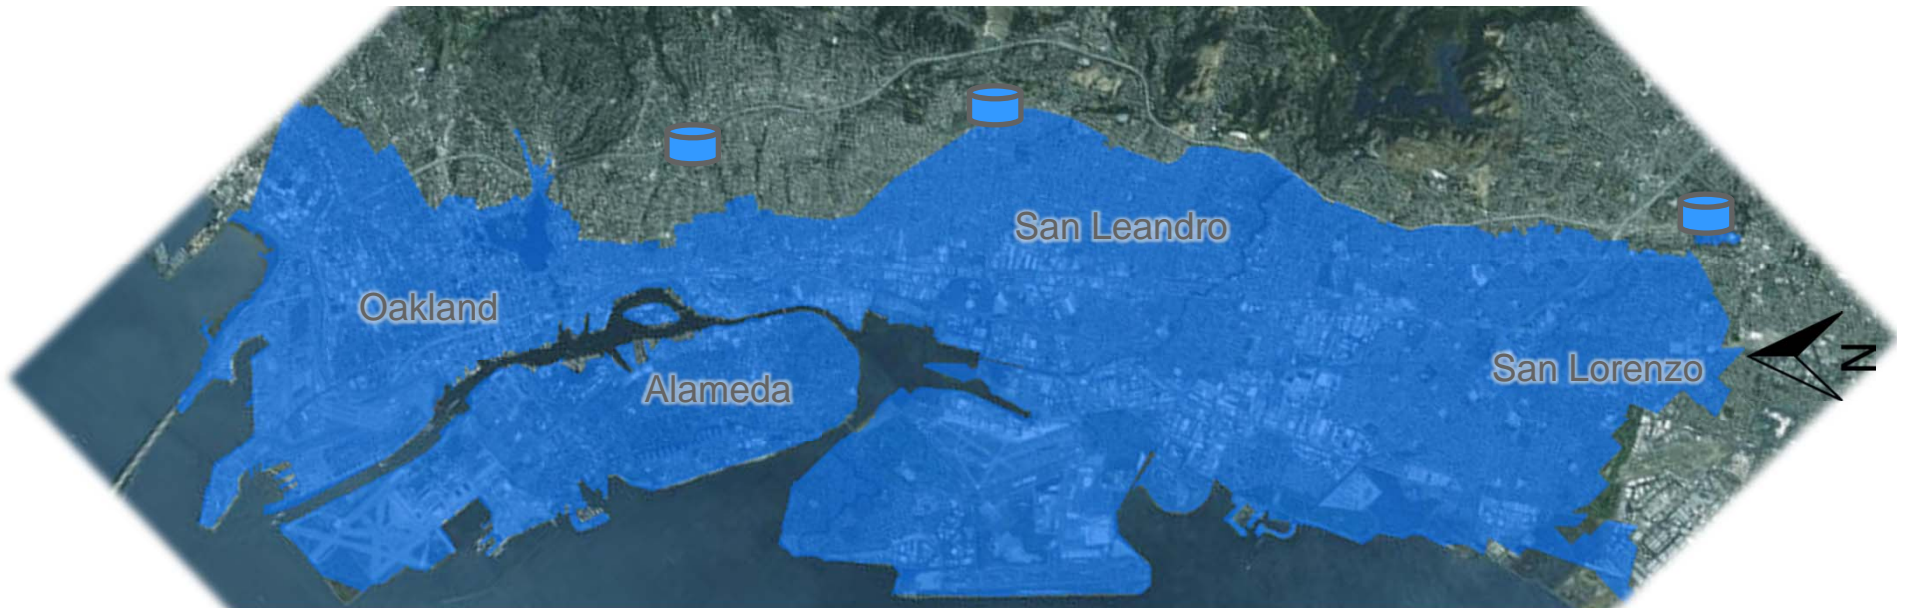 San Leandro
Oakland
San Lorenzo
Alameda
N